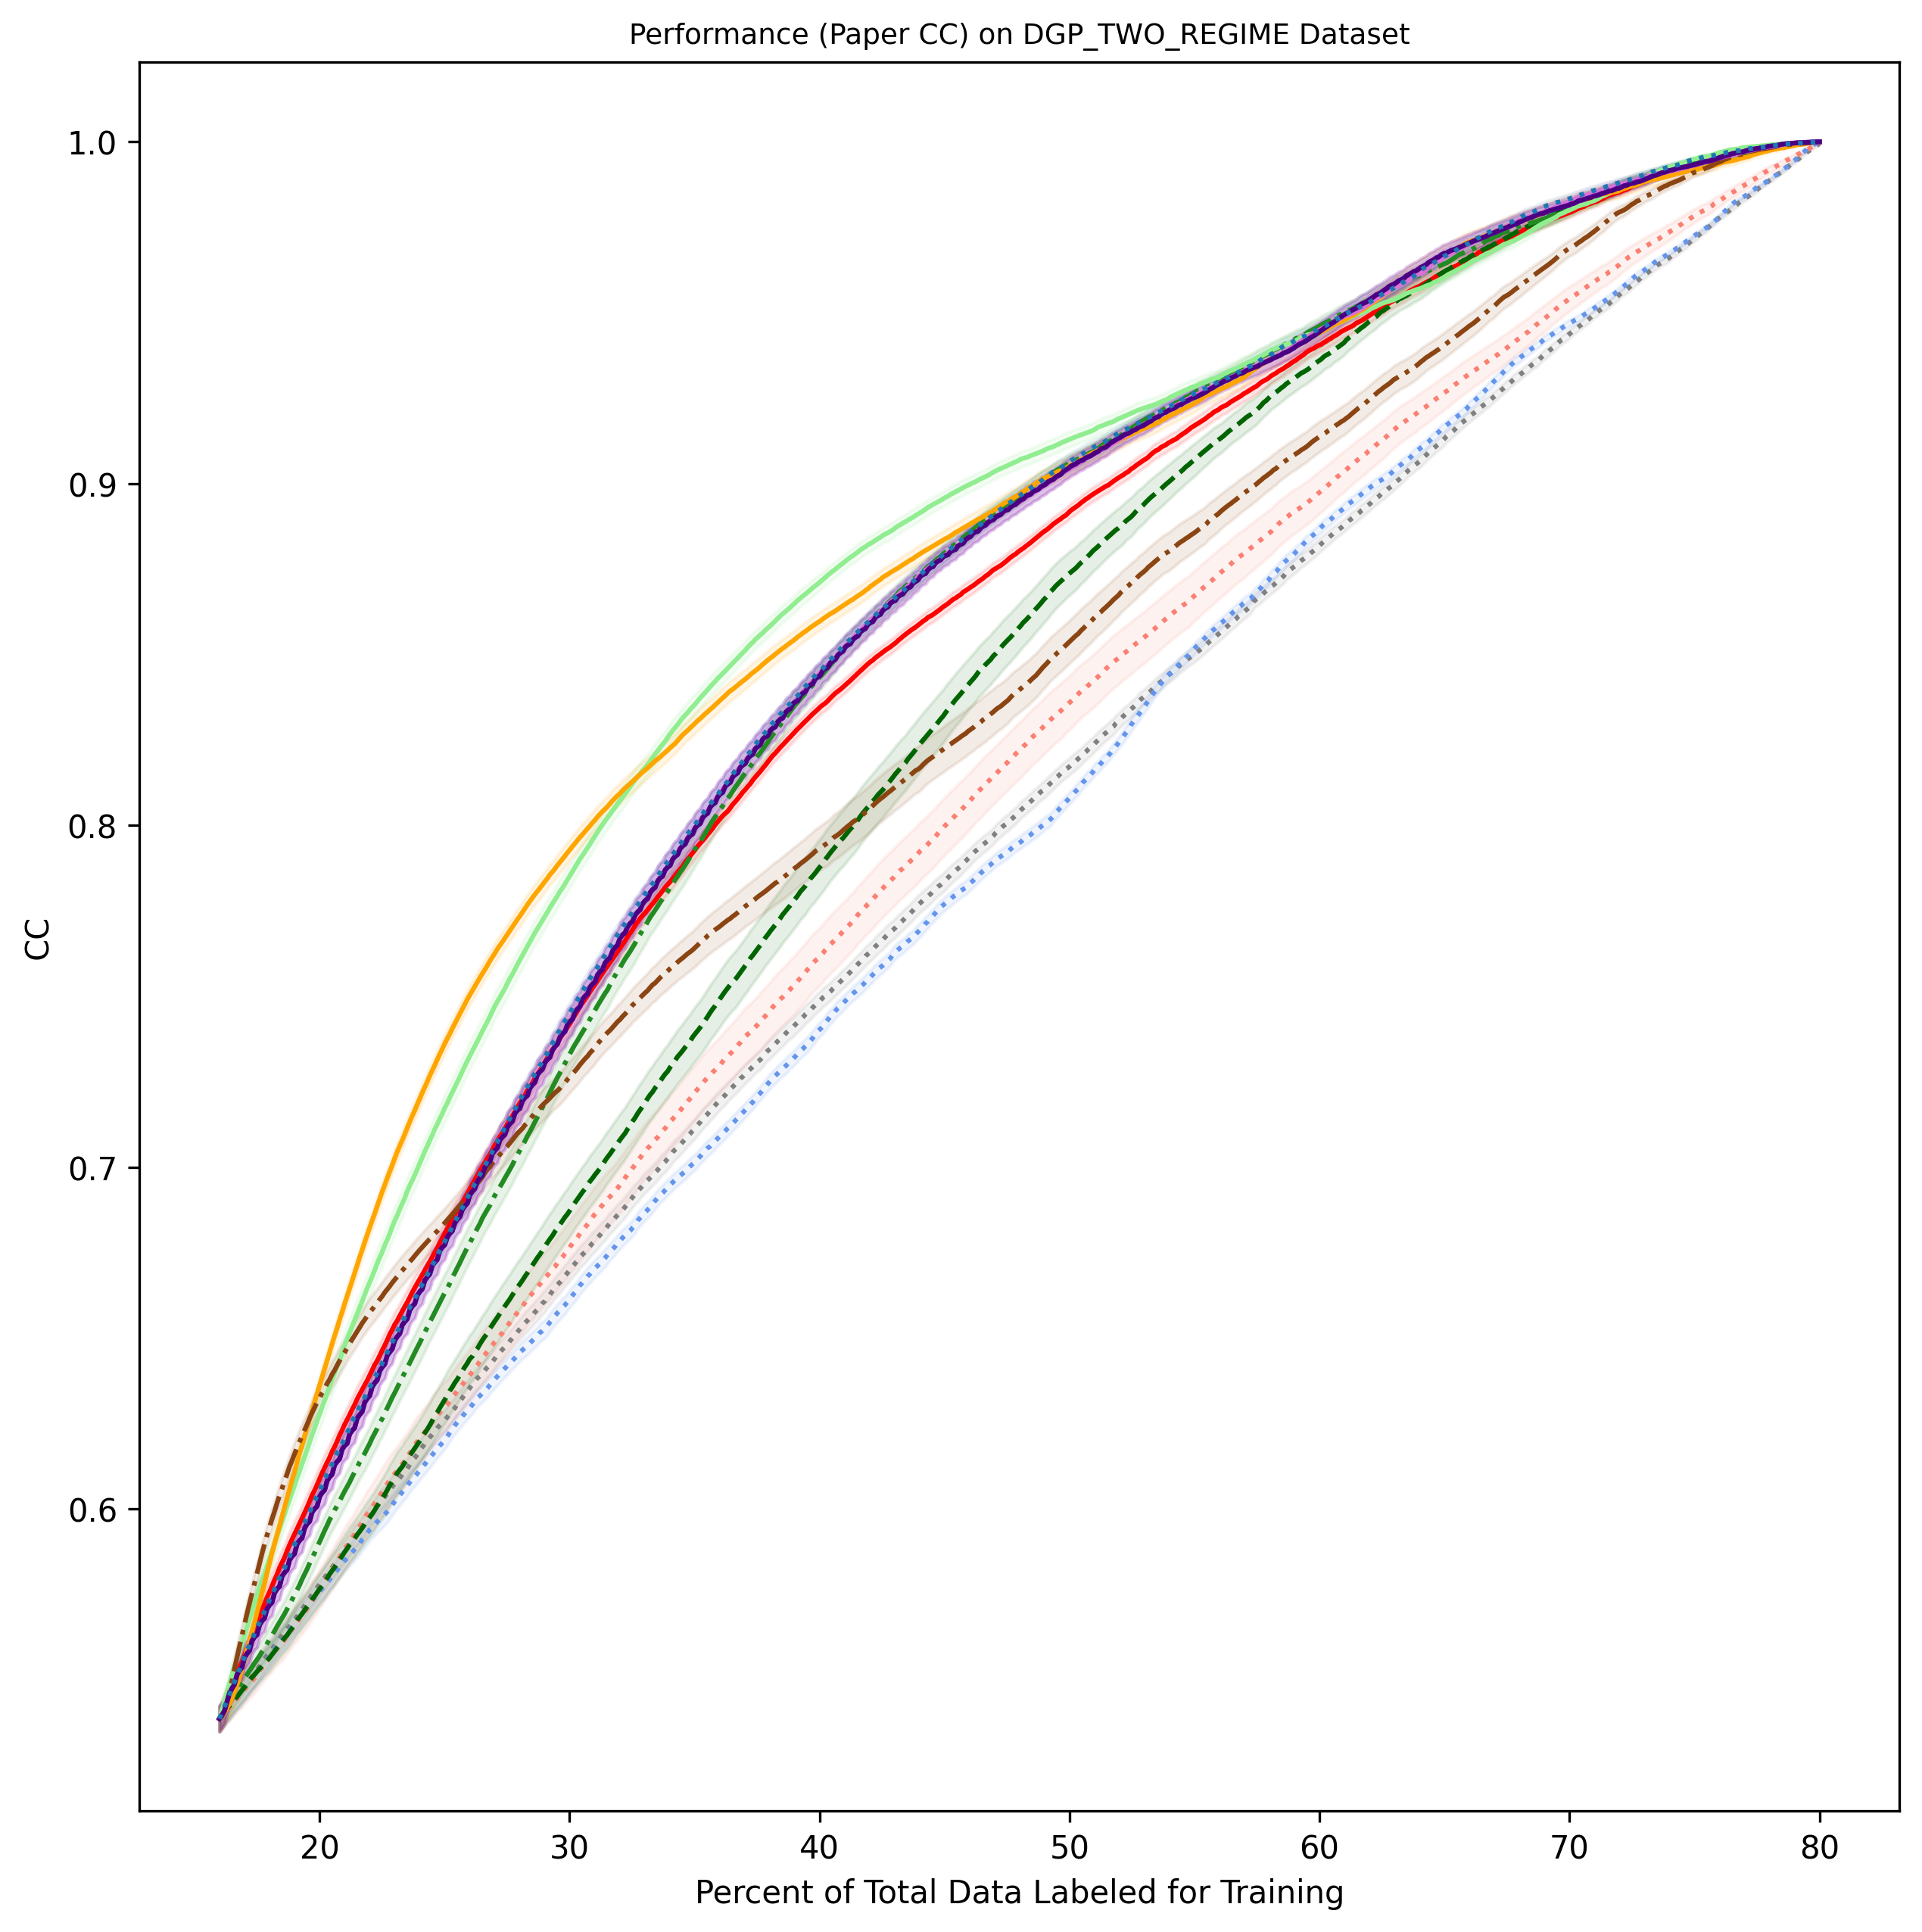 Performance (Paper CC) on DGP_TWO_REGIME Dataset
1.0
0.9
0.8
0.7
0.6
CC
20 30 40 50 60 70 80
Percent of Total Data Labeled for Training